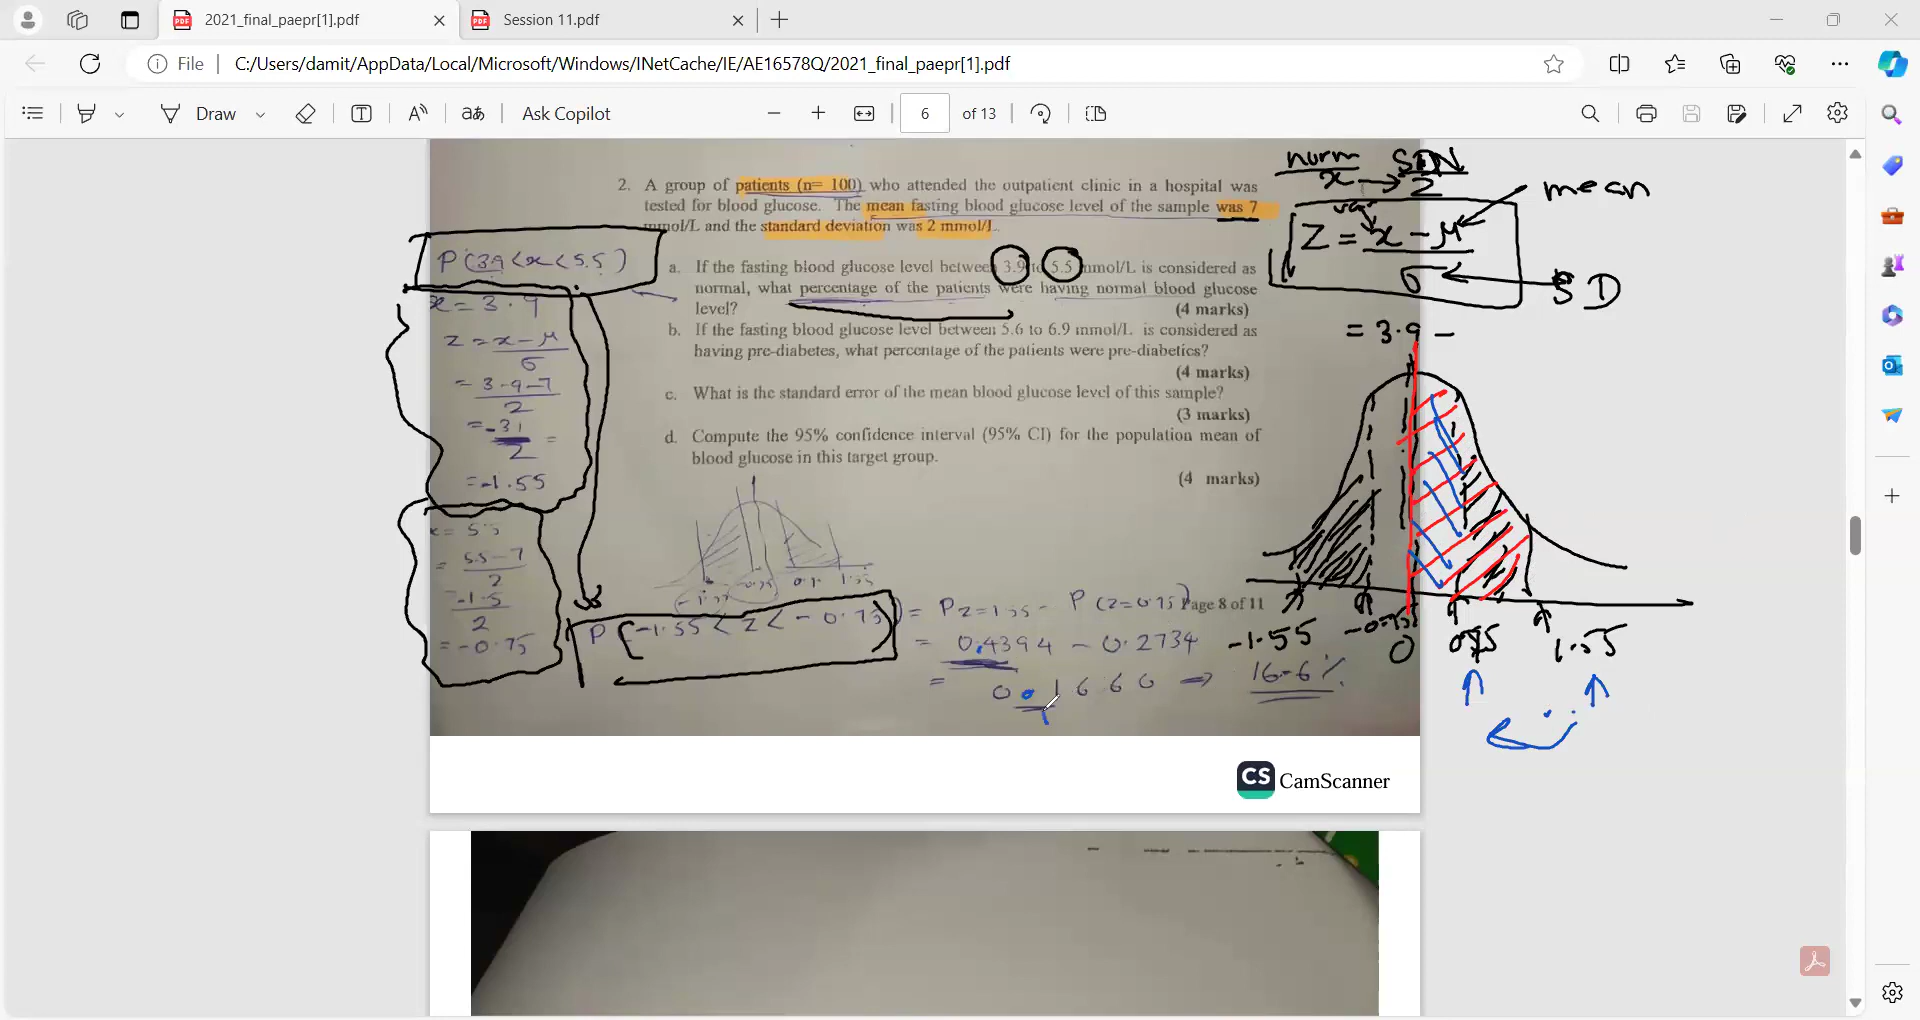 2021_final_paepr[1].pdf
Session 11.pdf
File
C:/Users/damit/AppData/Local/Microsoft/Windows/INetCache/IE/AE16578Q/2021_final_paepr[1].pdf
Draw
Ask Copilot
6 of 13
2. A group of patients (n= 100) who attended the outpatient clinic in a hospital was
tested for blood glucose. The mean fasting blood glucose level of the sample was 7
mmol/L and the standard deviation was 2 mmol/L.
a. If the fasting blood glucose level between 3.9 to 5.5 mmol/L is considered as
normal, what percentage of the patients were having normal blood glucose
level? (4 marks)
b. If the fasting blood glucose level between 5.6 to 6.9 mmol/L is considered as
having pre-diabetes, what percentage of the patients were pre-diabetics?
(4 marks)
c. What is the standard error of the mean blood glucose level of this sample?
(3 marks)
d. Compute the 95% confidence interval (95% CI) for the population mean of
blood glucose in this target group.
(4 marks)
Page 8 of 11
P(3.9<x<5.5)
x = 3.9
z = x-μ
σ
= 3.9-7
2
= -3.1
2
= -1.55
x = 5.5
= 5.5-7
2
-1.5
2
= -0.75
P(-1.55 < z < -0.75) = P z=1.55 - P(z=0.75)
= 0.4394 - 0.2734
= 0.1660 ⇒ 16.6%
norm SDN
x → z
mean
Z = x - μ
σ
SD
= 3.9 -
-1.55 -0.75 0 0.75 1.55
CS CamScanner